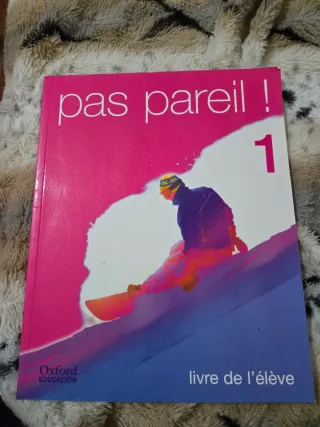 pas pareil !
1
Oxford
EDUCACIÓN
livre de l'élève